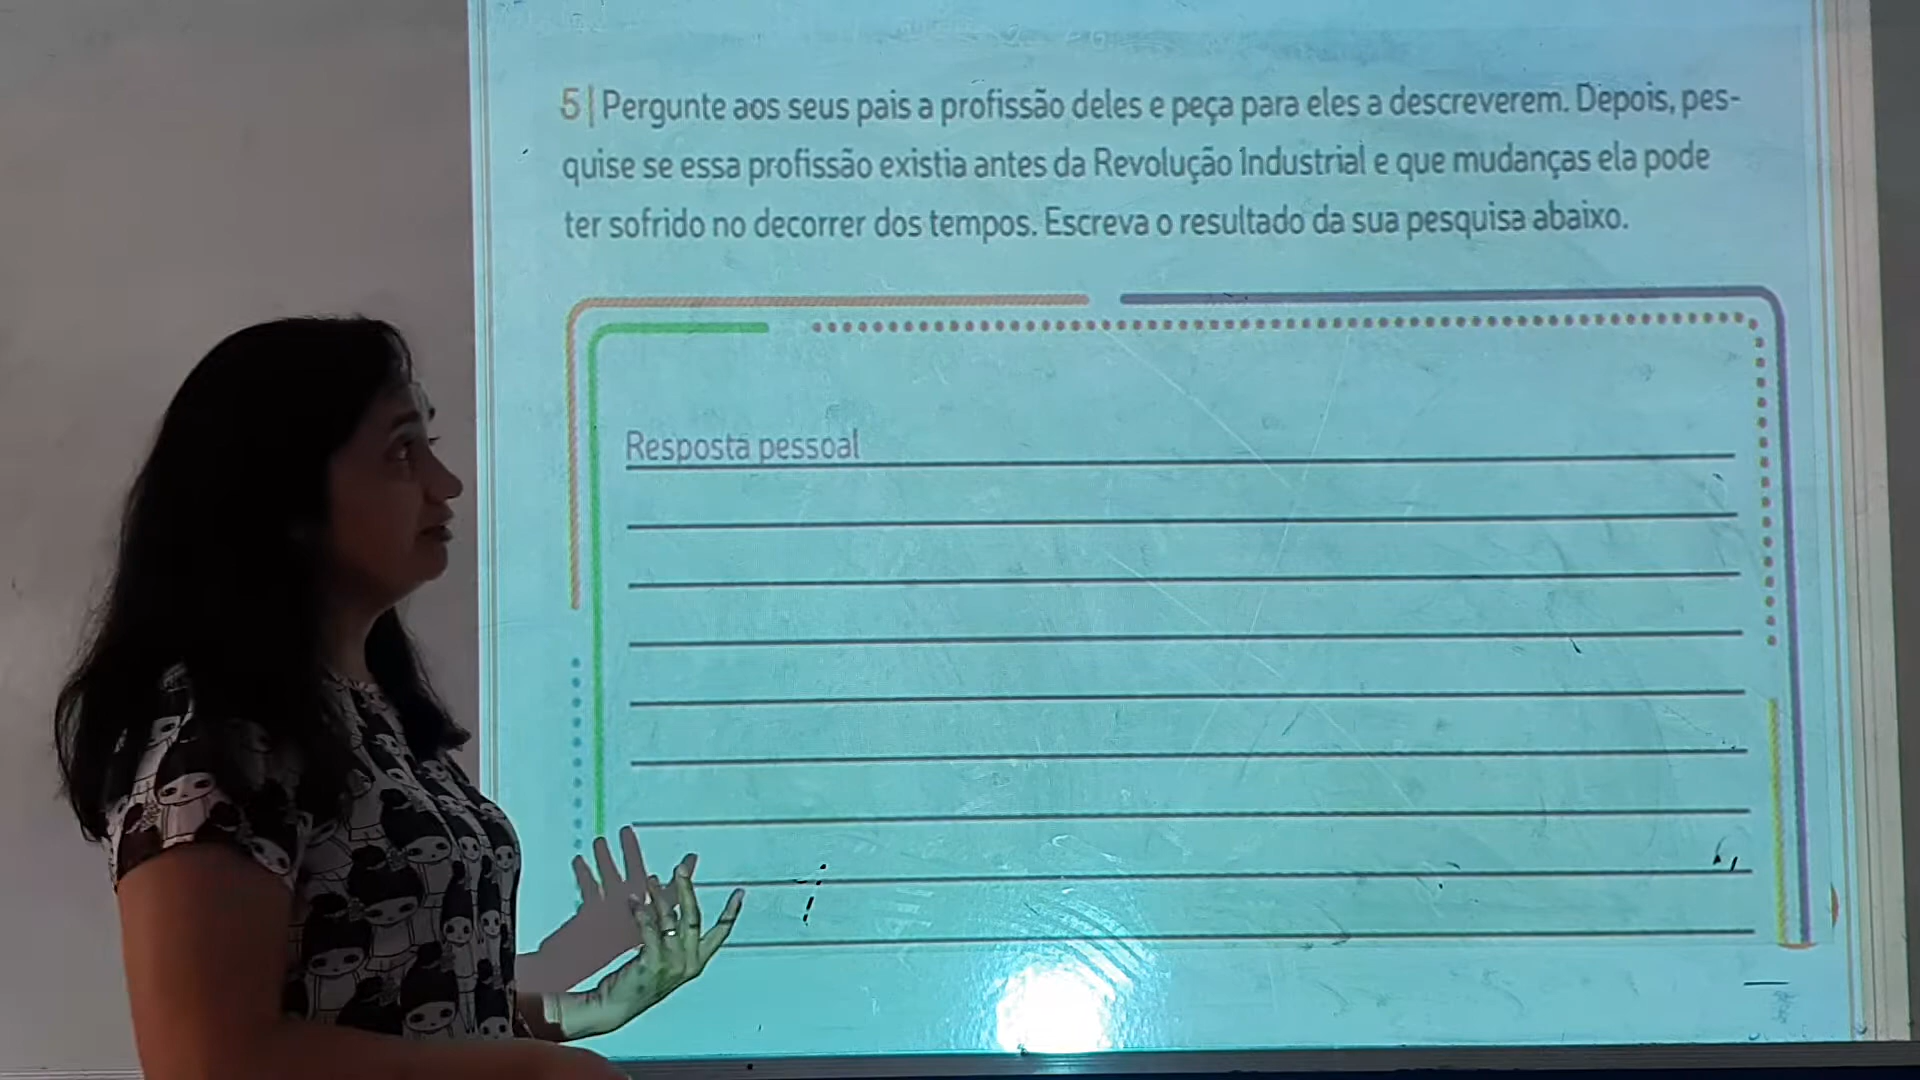 5| Pergunte aos seus pais a profissão deles e peça para eles a descreverem. Depois, pes-
quise se essa profissão existia antes da Revolução Industrial e que mudanças ela pode
ter sofrido no decorrer dos tempos. Escreva o resultado da sua pesquisa abaixo.
Resposta pessoal